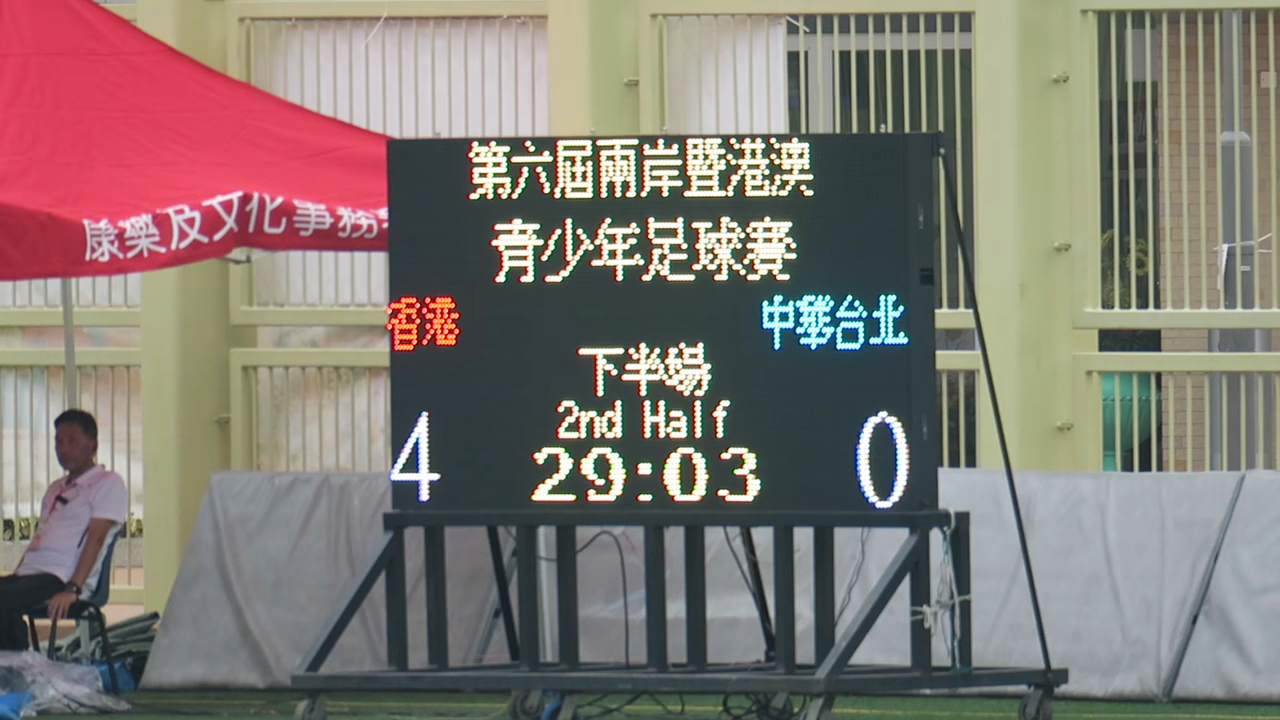 第六屆兩岸暨港澳
青少年足球賽
康樂及文化事務
香港
中華台北
下半場
2nd Half
4
29:03
0